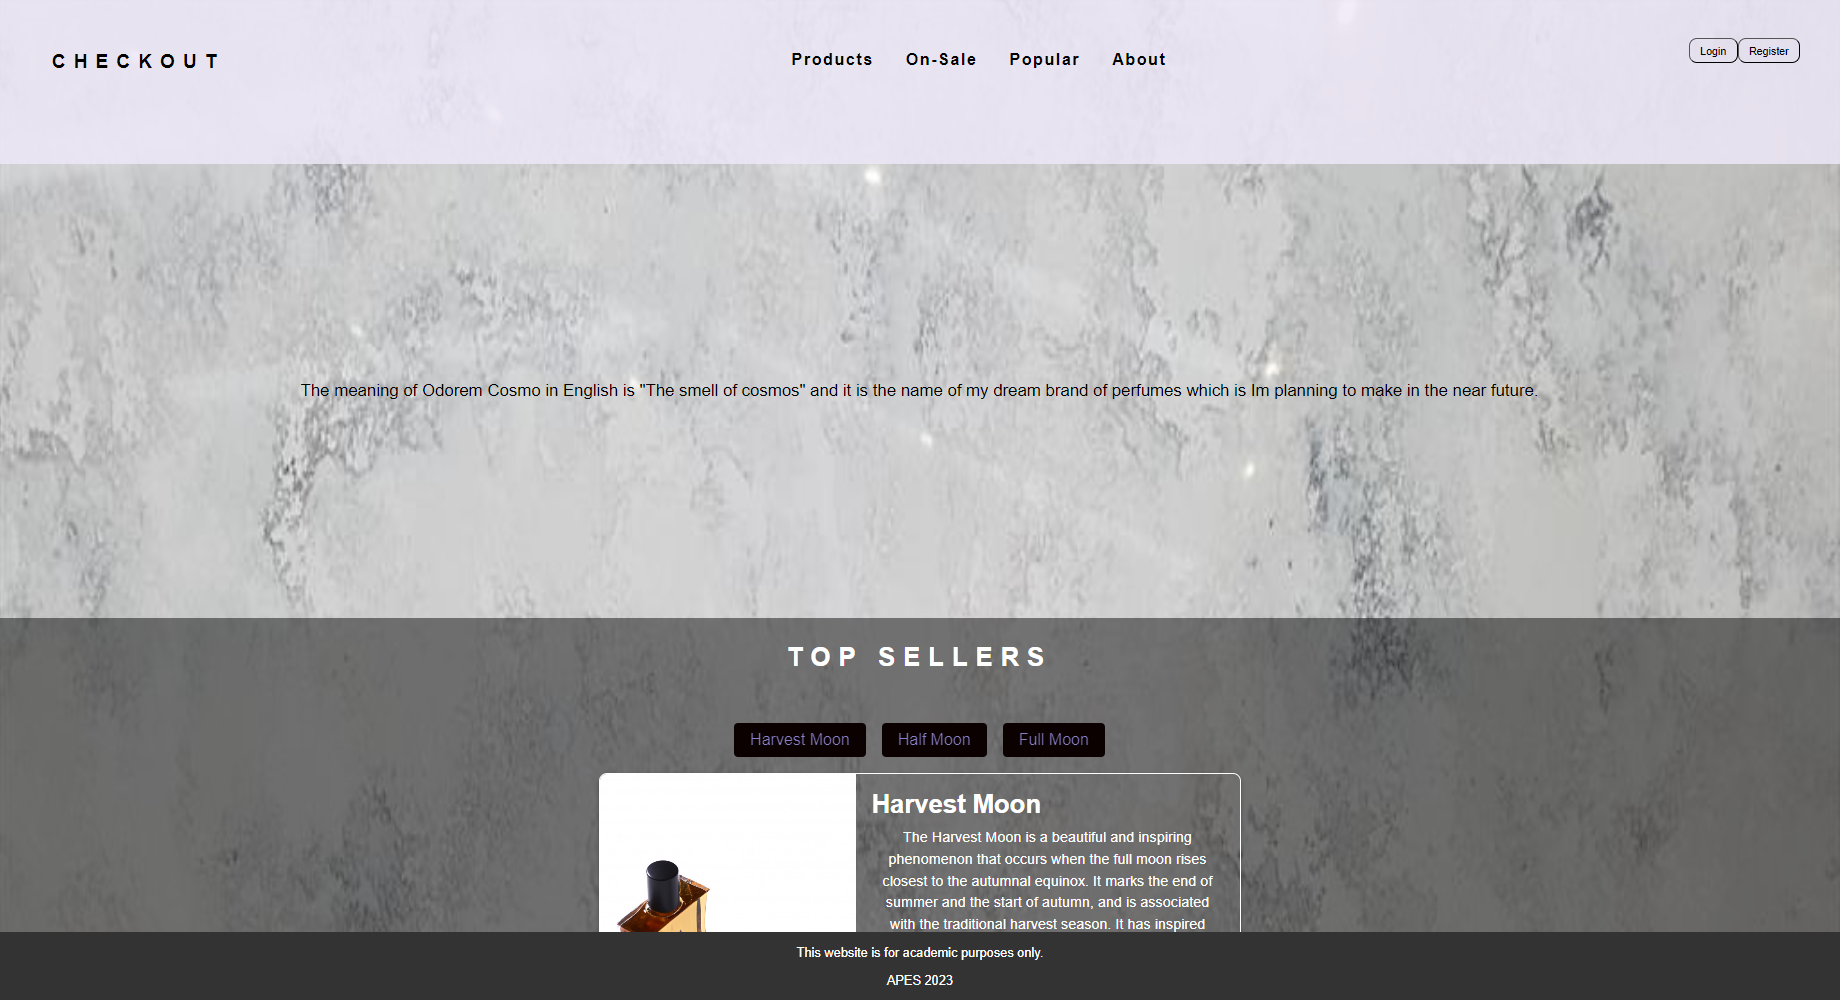 CHECKOUT
Products On-Sale Popular About
Login Register
The meaning of Odorem Cosmo in English is "The smell of cosmos" and it is the name of my dream brand of perfumes which is Im planning to make in the near future.
TOP SELLERS
Harvest Moon Half Moon Full Moon
Harvest Moon
The Harvest Moon is a beautiful and inspiring
phenomenon that occurs when the full moon rises
closest to the autumnal equinox. It marks the end of
summer and the start of autumn, and is associated
with the traditional harvest season. It has inspired
This website is for academic purposes only.
APES 2023